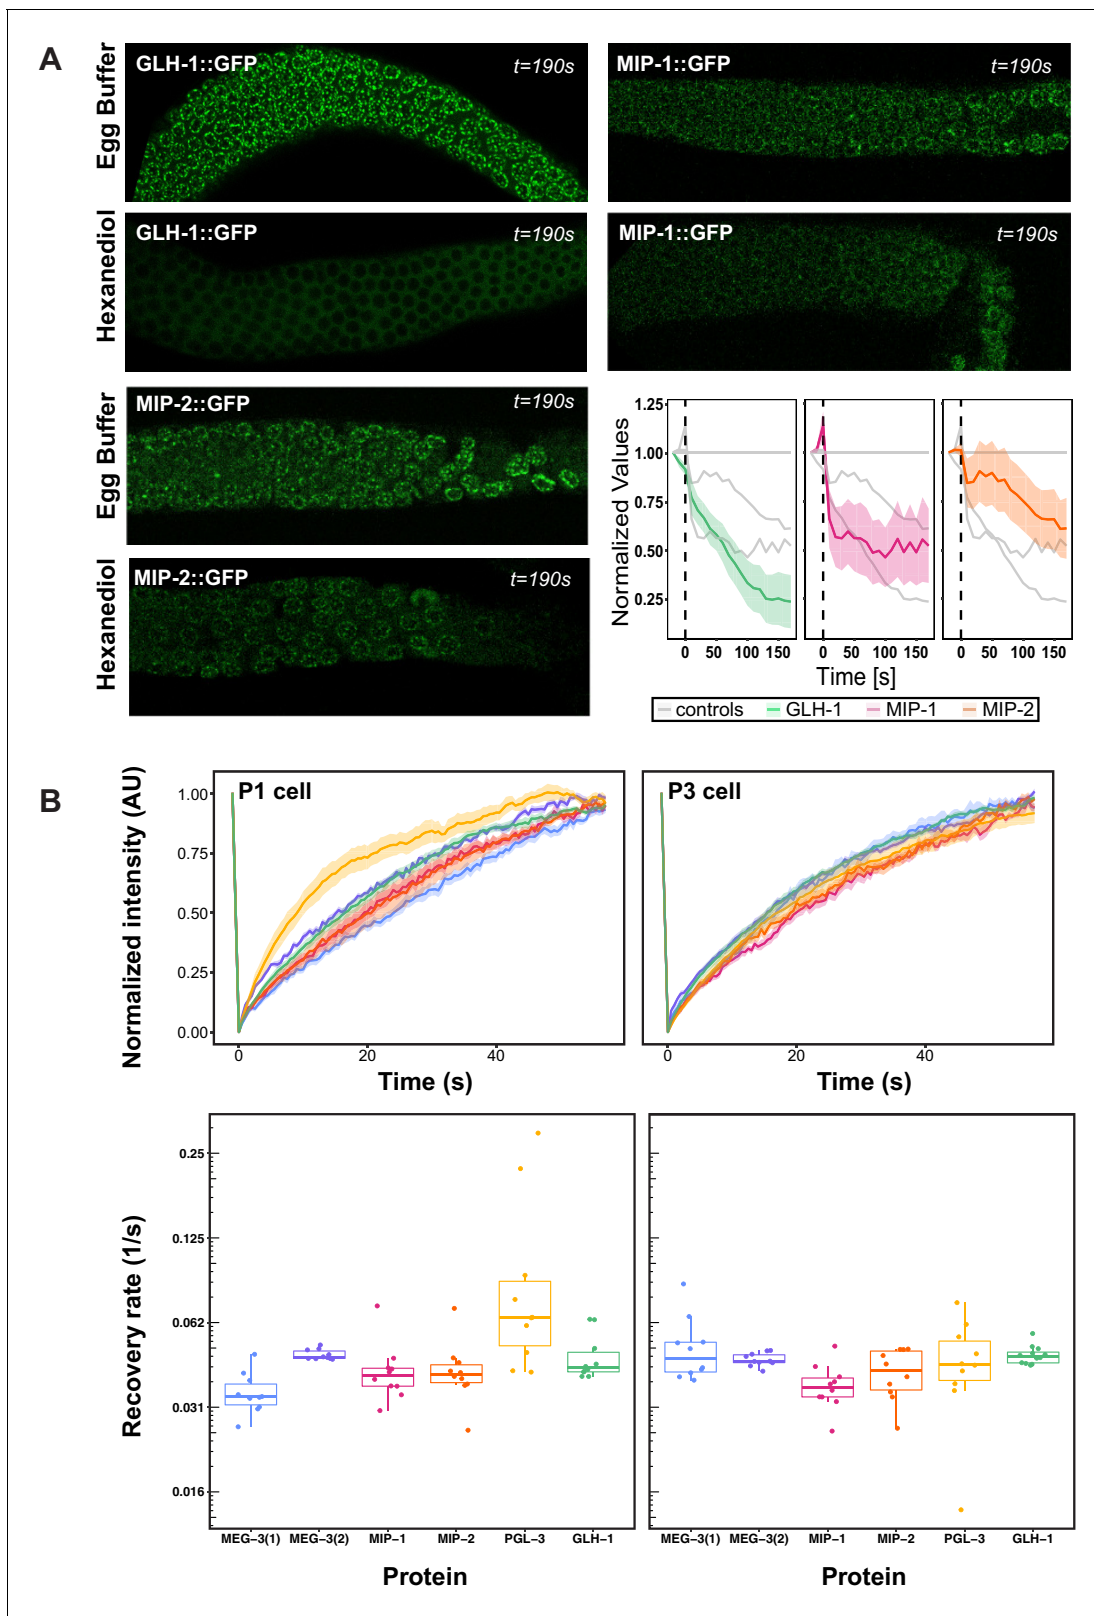 A
Egg Buffer
GLH-1::GFP
t=190s
MIP-1::GFP
t=190s
Hexanediol
GLH-1::GFP
t=190s
MIP-1::GFP
t=190s
Egg Buffer
MIP-2::GFP
t=190s
Hexanediol
MIP-2::GFP
t=190s
Normalized Values
1.25
1.00
0.75
0.50
0.25
0 50 100 150
0 50 100 150
0 50 100 150
Time [s]
controls GLH-1 MIP-1 MIP-2
B
Normalized intensity (AU)
P1 cell
P3 cell
1.00
0.75
0.50
0.25
0.00
0 20 40
0 20 40
Time (s)
Time (s)
Recovery rate (1/s)
0.25
0.125
0.062
0.031
0.016
MEG−3(1) MEG−3(2) MIP−1 MIP−2 PGL−3 GLH−1
MEG−3(1) MEG−3(2) MIP−1 MIP−2 PGL−3 GLH−1
Protein
Protein